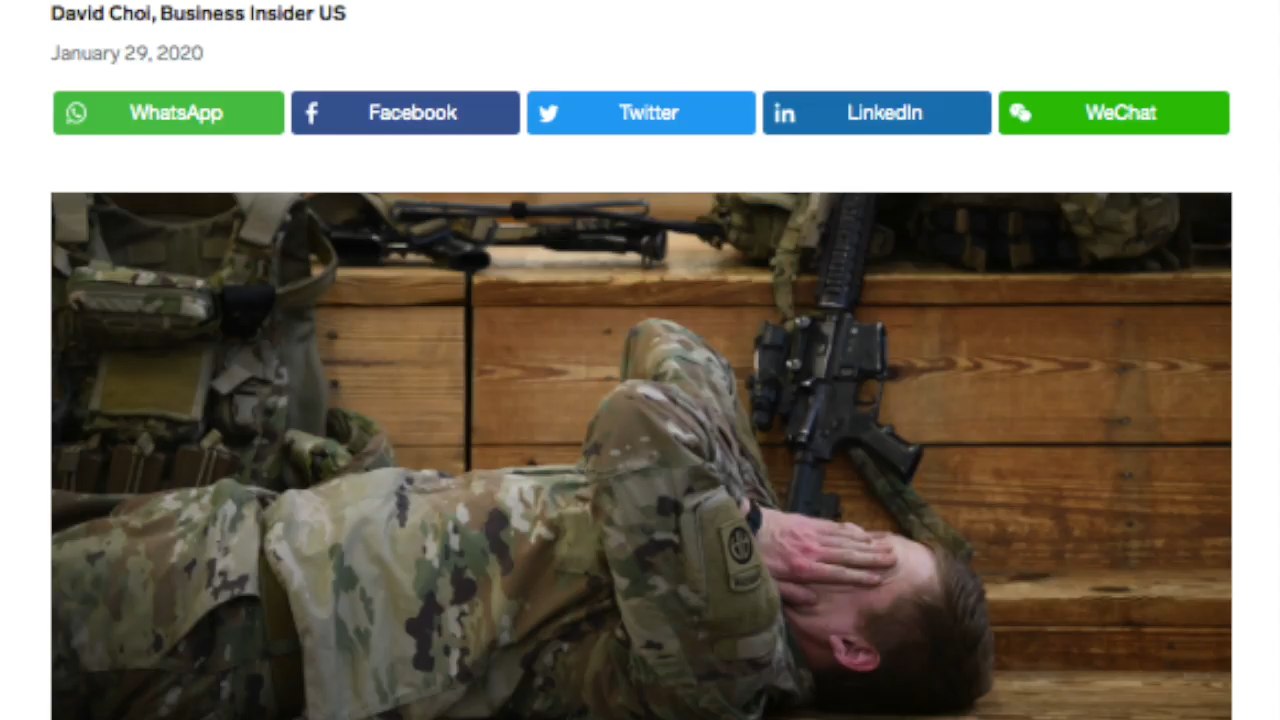 David Choi, Business Insider US
January 29, 2020
WhatsApp
Facebook
Twitter
LinkedIn
WeChat